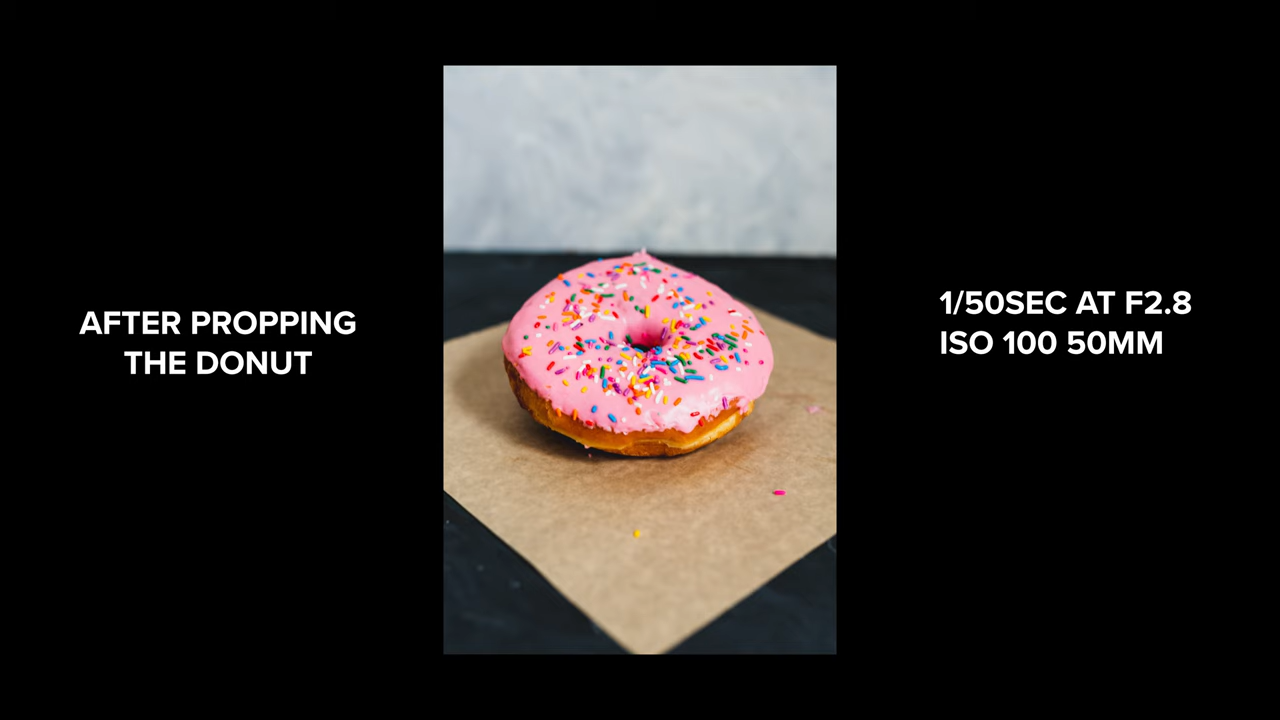 AFTER PROPPING
THE DONUT
1/50SEC AT F2.8
ISO 100 50MM